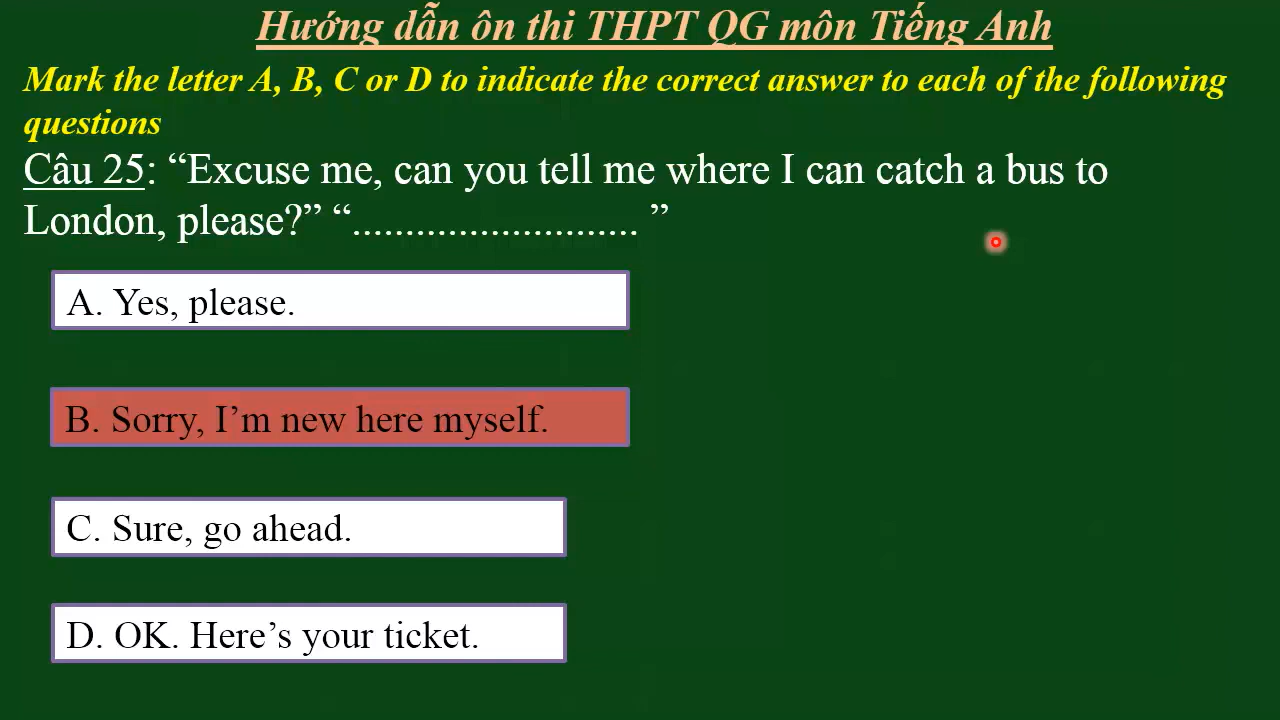 Hướng dẫn ôn thi THPT QG môn Tiếng Anh
Mark the letter A, B, C or D to indicate the correct answer to each of the following
questions
Câu 25: “Excuse me, can you tell me where I can catch a bus to
London, please?” “........................... ”
A. Yes, please.
B. Sorry, I’m new here myself.
C. Sure, go ahead.
D. OK. Here’s your ticket.